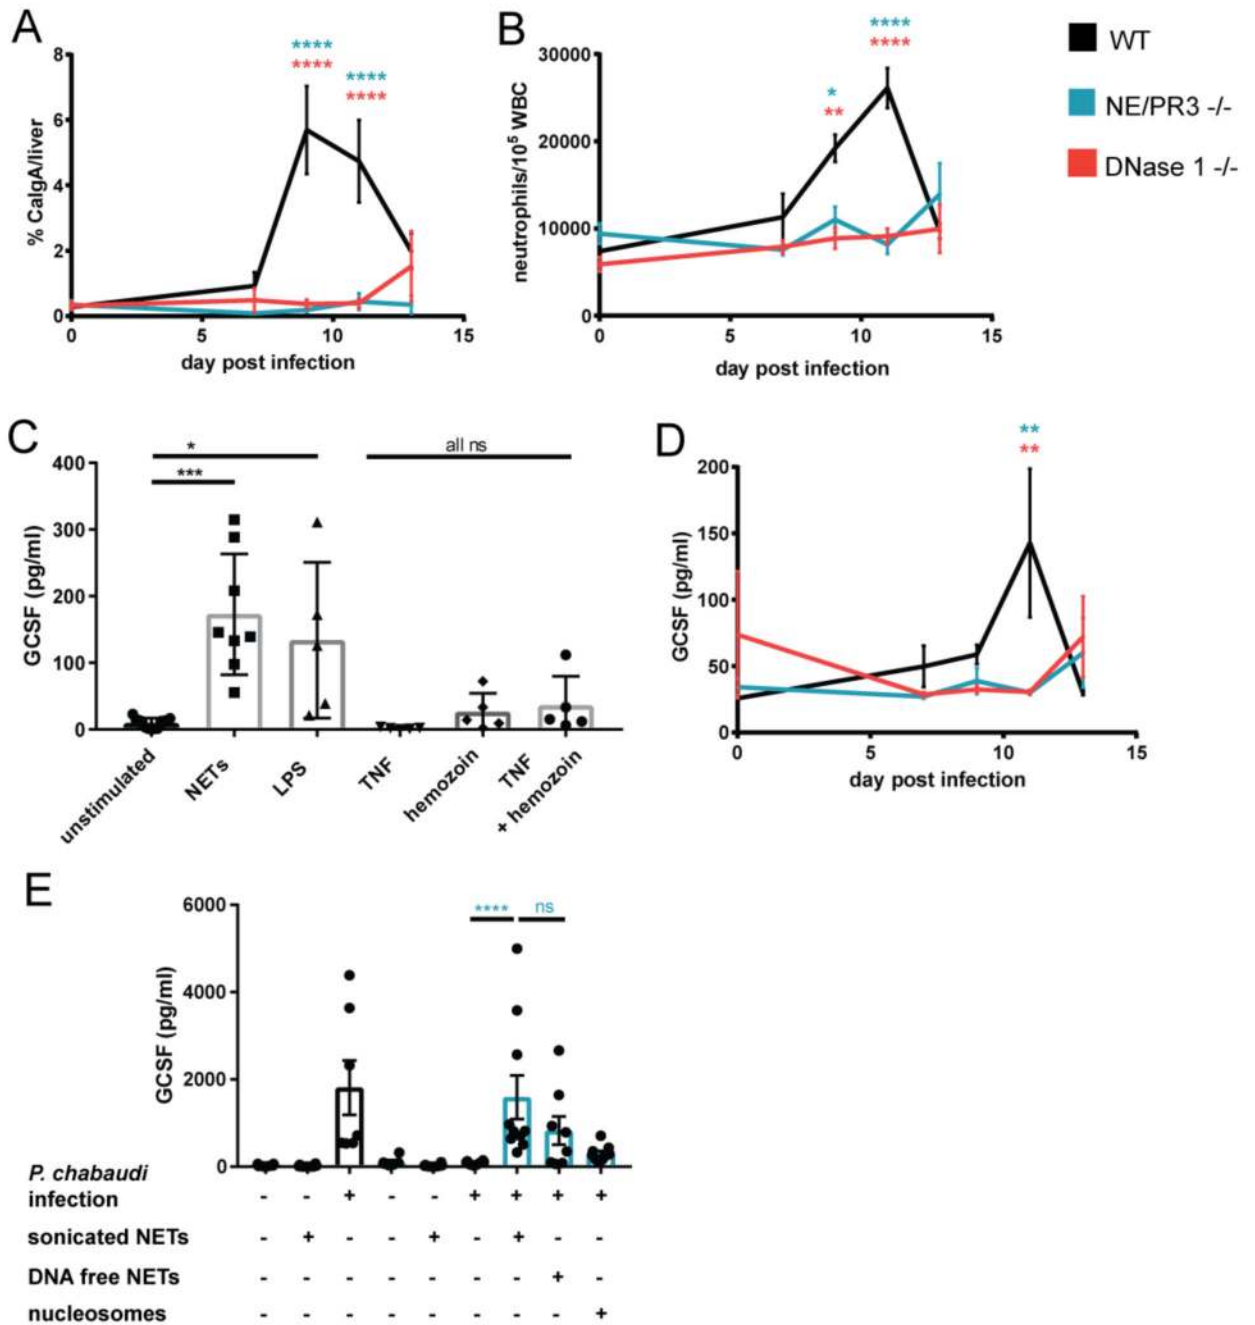 A
% CalgA/liver
8
6
4
2
0
0 5 10 15
day post infection
****
****
****
****
B
neutrophils/10⁵ WBC
30000
20000
10000
0
0 5 10 15
day post infection
*
**
****
****
WT
NE/PR3 -/-
DNase 1 -/-
C
GCSF (pg/ml)
400
300
200
100
0
*
***
all ns
unstimulated
NETs
LPS
TNF
hemozoin
TNF
+ hemozoin
D
GCSF (pg/ml)
200
150
100
50
0
0 5 10 15
day post infection
**
**
E
GCSF (pg/ml)
6000
4000
2000
0
**** ns
P. chabaudi
infection - - + - - + + + +
sonicated NETs - + - - + - + - -
DNA free NETs - - - - - - - + -
nucleosomes - - - - - - - - +